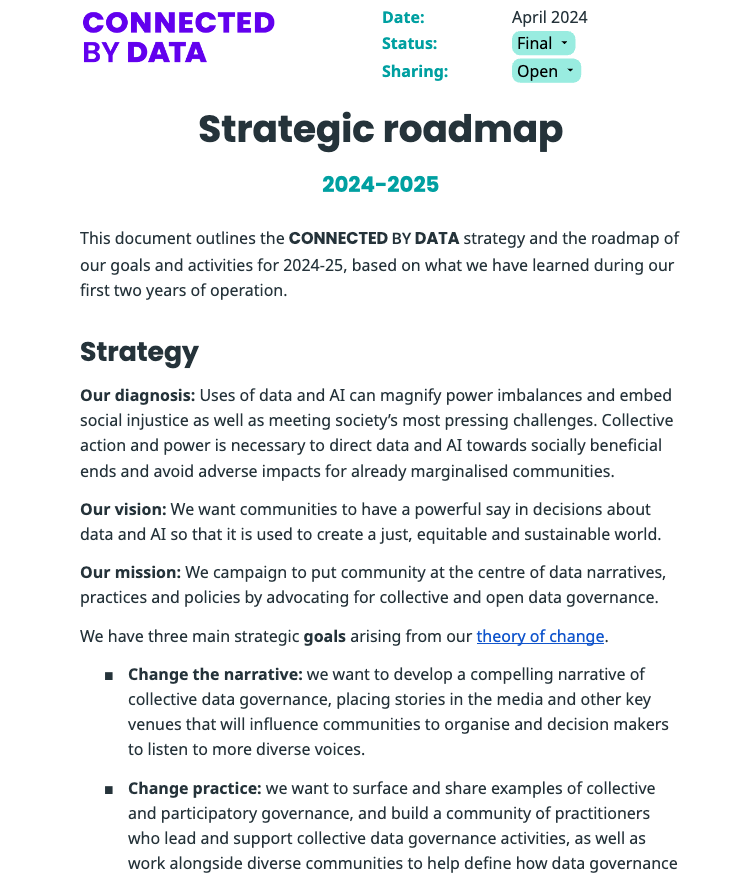 CONNECTED
BY DATA
Date: April 2024
Status: Final
Sharing: Open
Strategic roadmap
2024-2025
This document outlines the CONNECTED BY DATA strategy and the roadmap of
our goals and activities for 2024-25, based on what we have learned during our
first two years of operation.
Strategy
Our diagnosis: Uses of data and AI can magnify power imbalances and embed
social injustice as well as meeting society’s most pressing challenges. Collective
action and power is necessary to direct data and AI towards socially beneficial
ends and avoid adverse impacts for already marginalised communities.
Our vision: We want communities to have a powerful say in decisions about
data and AI so that it is used to create a just, equitable and sustainable world.
Our mission: We campaign to put community at the centre of data narratives,
practices and policies by advocating for collective and open data governance.
We have three main strategic goals arising from our theory of change.
▪ Change the narrative: we want to develop a compelling narrative of
collective data governance, placing stories in the media and other key
venues that will influence communities to organise and decision makers
to listen to more diverse voices.
▪ Change practice: we want to surface and share examples of collective
and participatory governance, and build a community of practitioners
who lead and support collective data governance activities, as well as
work alongside diverse communities to help define how data governance